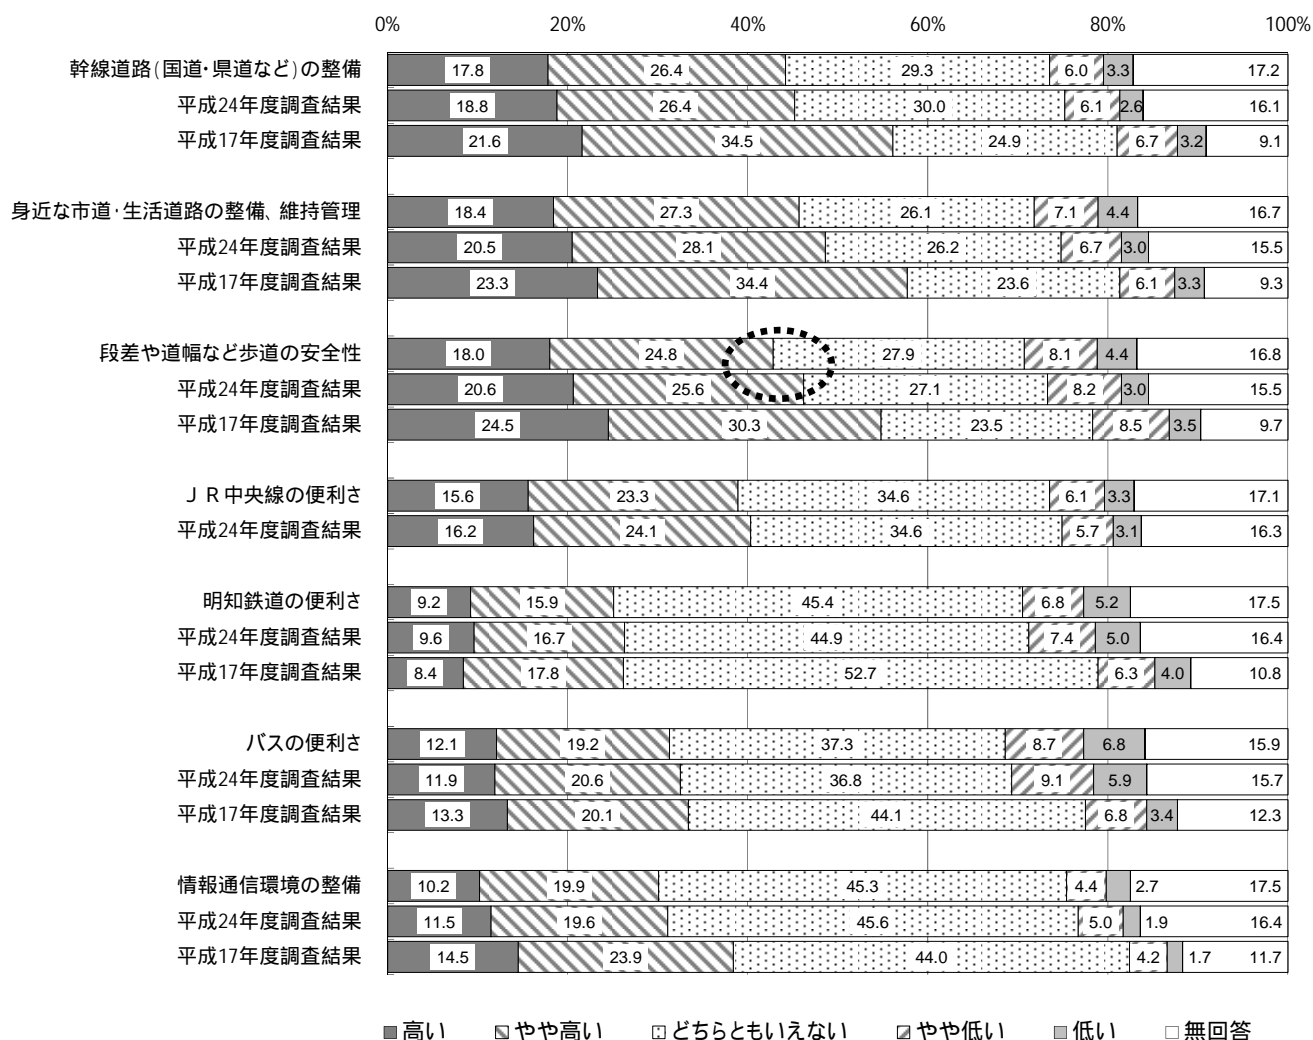 0% 20% 40% 60% 80% 100%
幹線道路(国道・県道など)の整備 17.8 26.4 29.3 6.0 3.3 17.2
平成24年度調査結果 18.8 26.4 30.0 6.1 2.6 16.1
平成17年度調査結果 21.6 34.5 24.9 6.7 3.2 9.1
身近な市道・生活道路の整備、維持管理 18.4 27.3 26.1 7.1 4.4 16.7
平成24年度調査結果 20.5 28.1 26.2 6.7 3.0 15.5
平成17年度調査結果 23.3 34.4 23.6 6.1 3.3 9.3
段差や道幅など歩道の安全性 18.0 24.8 27.9 8.1 4.4 16.8
平成24年度調査結果 20.6 25.6 27.1 8.2 3.0 15.5
平成17年度調査結果 24.5 30.3 23.5 8.5 3.5 9.7
JR中央線の便利さ 15.6 23.3 34.6 6.1 3.3 17.1
平成24年度調査結果 16.2 24.1 34.6 5.7 3.1 16.3
明知鉄道の便利さ 9.2 15.9 45.4 6.8 5.2 17.5
平成24年度調査結果 9.6 16.7 44.9 7.4 5.0 16.4
平成17年度調査結果 8.4 17.8 52.7 6.3 4.0 10.8
バスの便利さ 12.1 19.2 37.3 8.7 6.8 15.9
平成24年度調査結果 11.9 20.6 36.8 9.1 5.9 15.7
平成17年度調査結果 13.3 20.1 44.1 6.8 3.4 12.3
情報通信環境の整備 10.2 19.9 45.3 4.4 2.7 17.5
平成24年度調査結果 11.5 19.6 45.6 5.0 1.9 16.4
平成17年度調査結果 14.5 23.9 44.0 4.2 1.7 11.7
高い やや高い どちらともいえない やや低い 低い 無回答